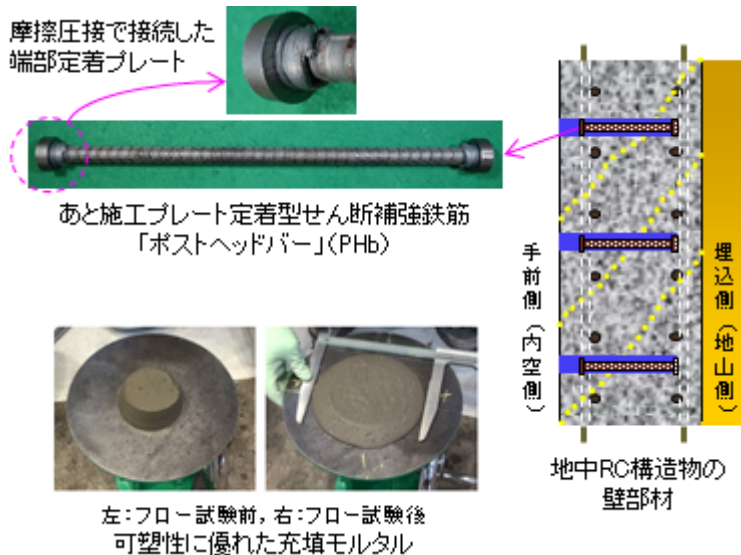 摩擦圧接で接続した
端部定着プレート
あと施工プレート定着型せん断補強鉄筋
「ポストヘッドバー」(PHb)
手前側(内空側)
埋込側(地山側)
地中RC構造物の
壁部材
左:フロー試験前,右:フロー試験後
可塑性に優れた充填モルタル